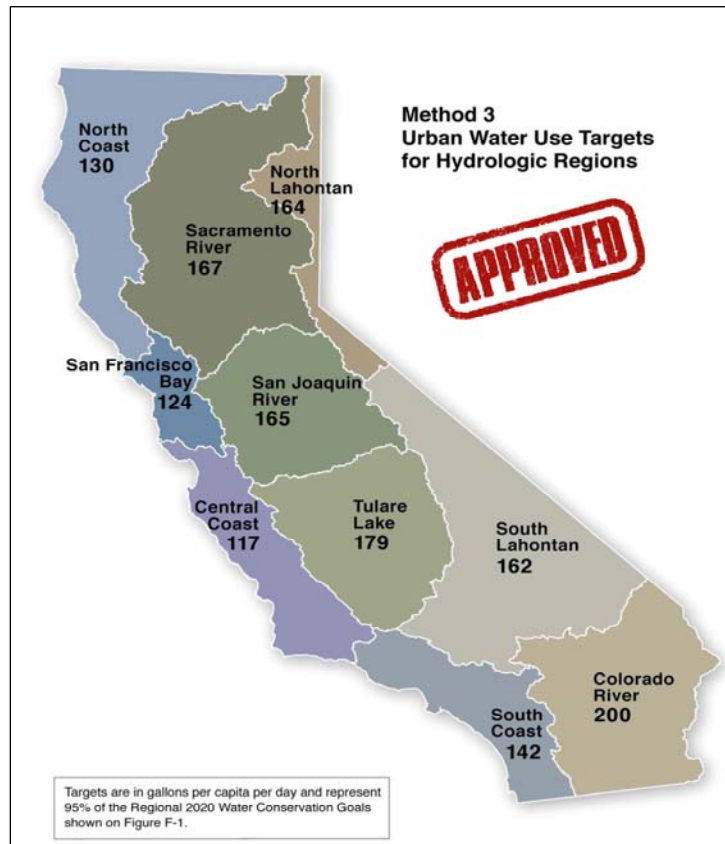 Method 3
Urban Water Use Targets
for Hydrologic Regions
APPROVED
North
Coast
130
North
Lahontan
164
Sacramento
River
167
San Francisco
Bay
124
San Joaquin
River
165
Central
Coast
117
Tulare
Lake
179
South
Lahontan
162
Colorado
River
200
South
Coast
142
Targets are in gallons per capita per day and represent
95% of the Regional 2020 Water Conservation Goals
shown on Figure F-1.